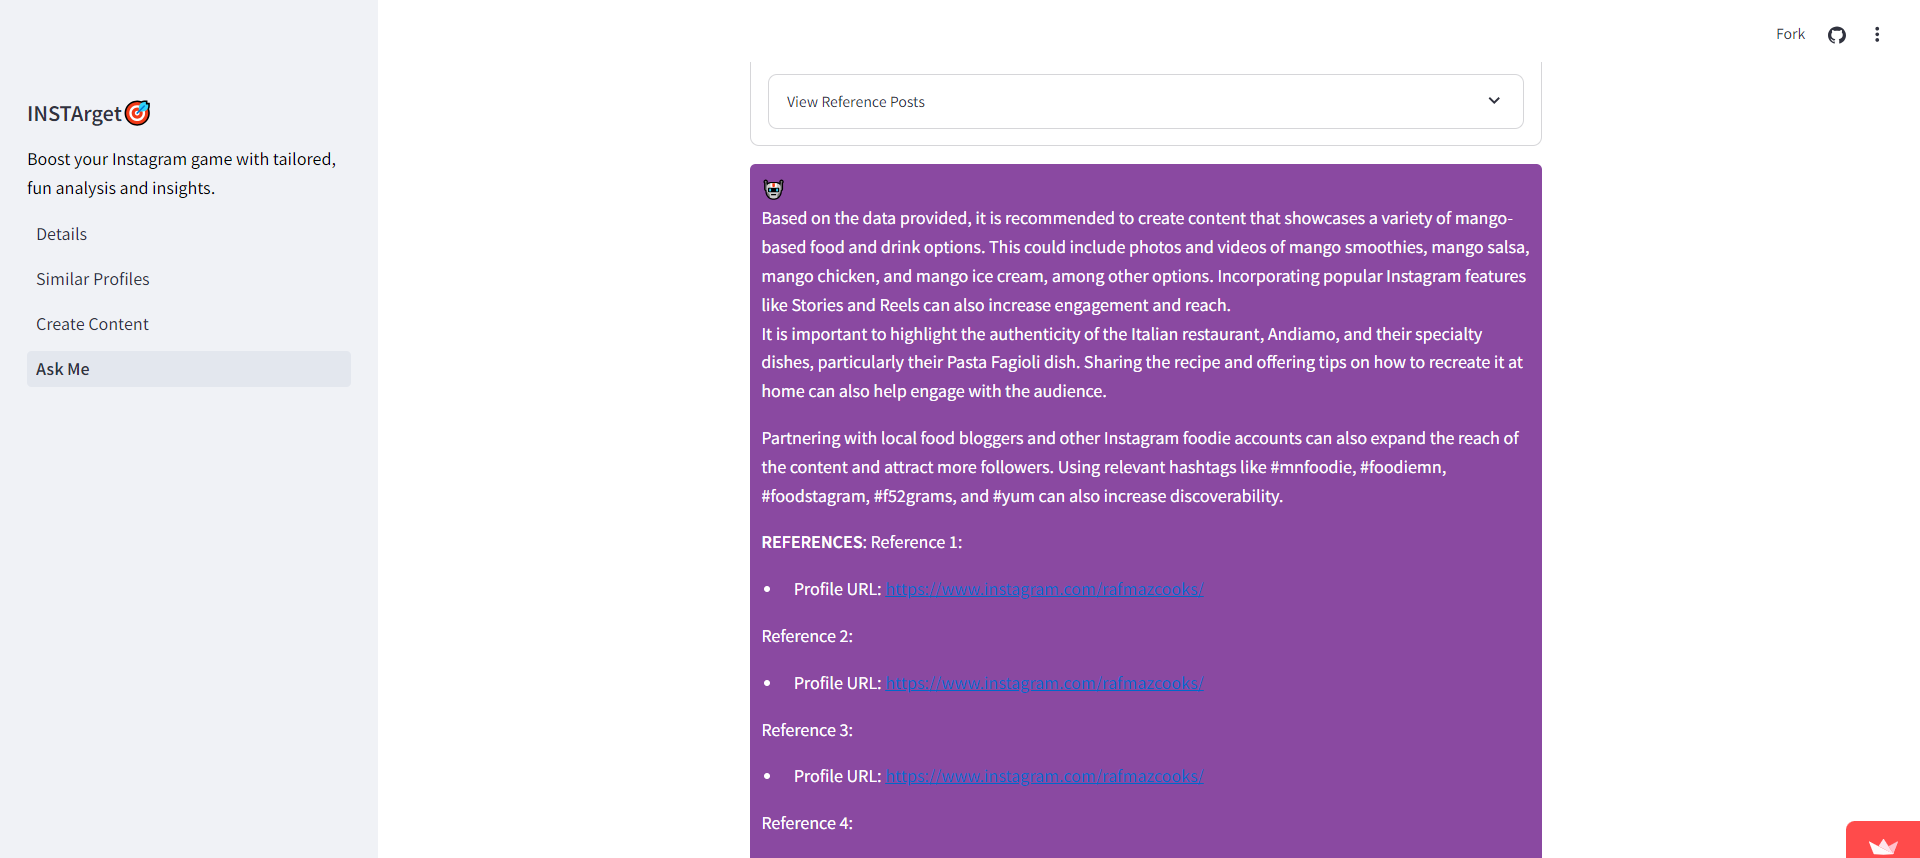 Fork
INSTArget
Boost your Instagram game with tailored,
fun analysis and insights.
Details
Similar Profiles
Create Content
Ask Me
View Reference Posts
Based on the data provided, it is recommended to create content that showcases a variety of mango-
based food and drink options. This could include photos and videos of mango smoothies, mango salsa,
mango chicken, and mango ice cream, among other options. Incorporating popular Instagram features
like Stories and Reels can also increase engagement and reach.
It is important to highlight the authenticity of the Italian restaurant, Andiamo, and their specialty
dishes, particularly their Pasta Fagioli dish. Sharing the recipe and offering tips on how to recreate it at
home can also help engage with the audience.
Partnering with local food bloggers and other Instagram foodie accounts can also expand the reach of
the content and attract more followers. Using relevant hashtags like #mnfoodie, #foodiemn,
#foodstagram, #f52grams, and #yum can also increase discoverability.
REFERENCES: Reference 1:
• Profile URL: https://www.instagram.com/rafmazcooks/
Reference 2:
• Profile URL: https://www.instagram.com/rafmazcooks/
Reference 3:
• Profile URL: https://www.instagram.com/rafmazcooks/
Reference 4: